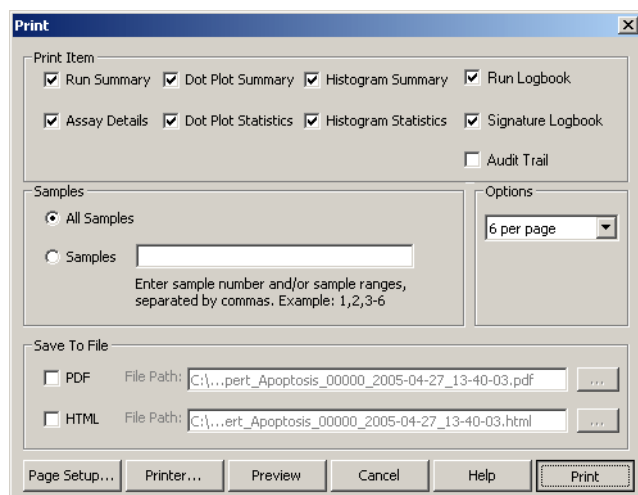 Print
Print Item
Run Summary Dot Plot Summary Histogram Summary Run Logbook
Assay Details Dot Plot Statistics Histogram Statistics Signature Logbook
Audit Trail
Samples
All Samples
Samples
Enter sample number and/or sample ranges,
separated by commas. Example: 1,2,3-6
Options
6 per page
Save To File
PDF File Path: C:\...pert_Apoptosis_00000_2005-04-27_13-40-03.pdf ...
HTML File Path: C:\...ert_Apoptosis_00000_2005-04-27_13-40-03.html ...
Page Setup... Printer... Preview Cancel Help Print